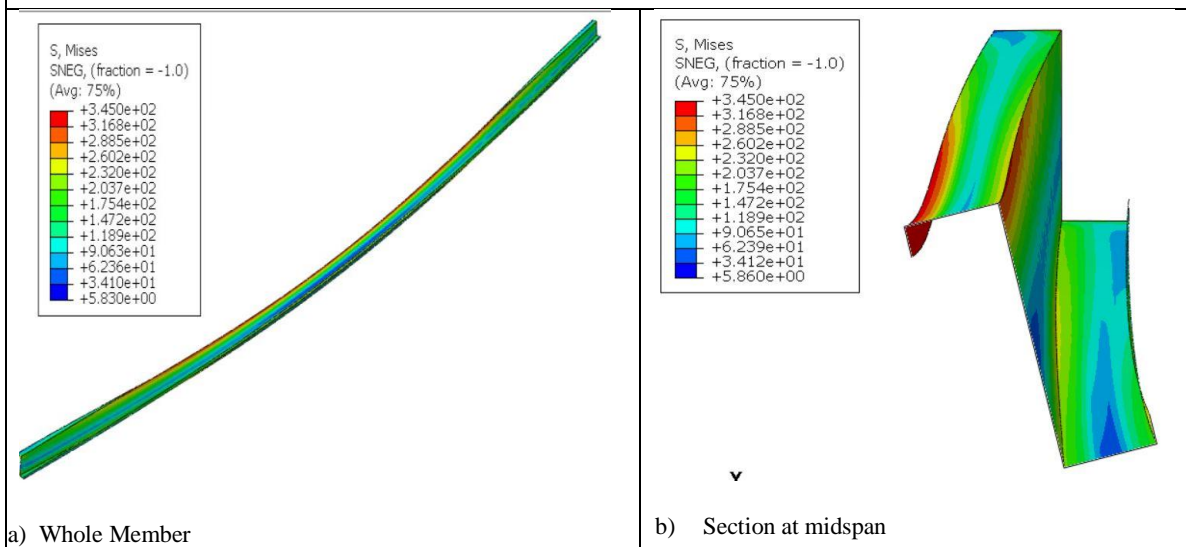 S, Mises
SNEG, (fraction = -1.0)
(Avg: 75%)
+3.450e+02
+3.168e+02
+2.885e+02
+2.602e+02
+2.320e+02
+2.037e+02
+1.754e+02
+1.472e+02
+1.189e+02
+9.063e+01
+6.236e+01
+3.410e+01
+5.830e+00
a) Whole Member
S, Mises
SNEG, (fraction = -1.0)
(Avg: 75%)
+3.450e+02
+3.168e+02
+2.885e+02
+2.602e+02
+2.320e+02
+2.037e+02
+1.754e+02
+1.472e+02
+1.189e+02
+9.065e+01
+6.239e+01
+3.412e+01
+5.860e+00
Y
b) Section at midspan